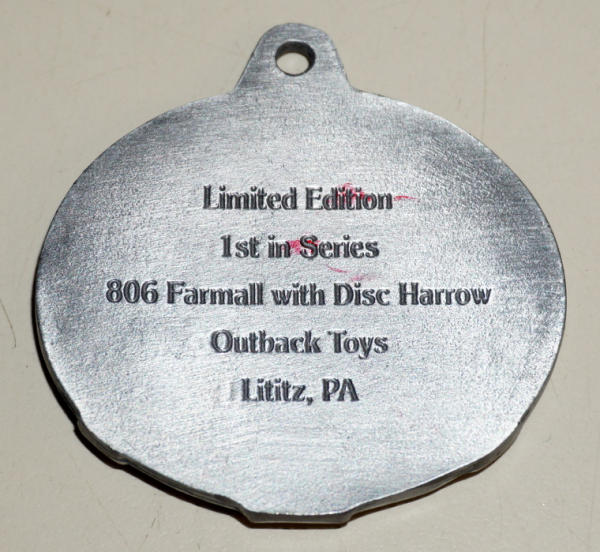 Limited Edition
1st in Series
806 Farmall with Disc Harrow
Outback Toys
Lititz, PA